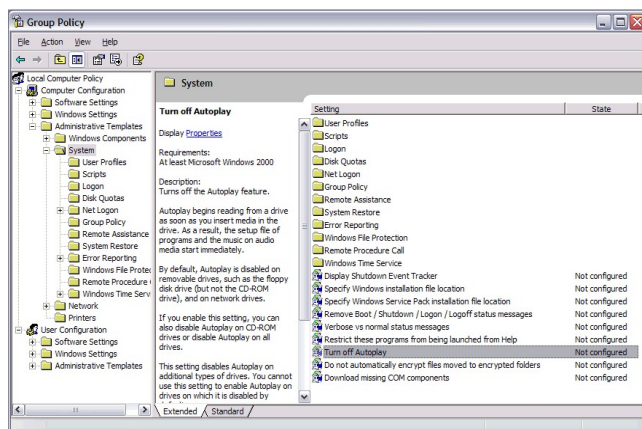 Group Policy
File Action View Help
Local Computer Policy
Computer Configuration
Software Settings
Windows Settings
Administrative Templates
Windows Components
System
User Profiles
Scripts
Logon
Disk Quotas
Net Logon
Group Policy
Remote Assistance
System Restore
Error Reporting
Windows File Protec
Remote Procedure
Windows Time Serv
Network
Printers
User Configuration
Software Settings
Windows Settings
Administrative Templates
System
Turn off Autoplay
Display Properties
Requirements:
At least Microsoft Windows 2000
Description:
Turns off the Autoplay feature.
Autoplay begins reading from a drive
as soon as you insert media in the
drive. As a result, the setup file of
programs and the music on audio
media start immediately.
By default, Autoplay is disabled on
removable drives, such as the floppy
disk drive (but not the CD-ROM
drive), and on network drives.
If you enable this setting, you can
also disable Autoplay on CD-ROM
drives or disable Autoplay on all
drives.
This setting disables Autoplay on
additional types of drives. You cannot
use this setting to enable Autoplay on
drives on which it is disabled by
Setting State
User Profiles
Scripts
Logon
Disk Quotas
Net Logon
Group Policy
Remote Assistance
System Restore
Error Reporting
Windows File Protection
Remote Procedure Call
Windows Time Service
Display Shutdown Event Tracker Not configured
Specify Windows installation file location Not configured
Specify Windows Service Pack installation file location Not configured
Remove Boot / Shutdown / Logon / Logoff status messages Not configured
Verbose vs normal status messages Not configured
Restrict these programs from being launched from Help Not configured
Turn off Autoplay Not configured
Do not automatically encrypt files moved to encrypted folders Not configured
Download missing COM components Not configured
Extended Standard